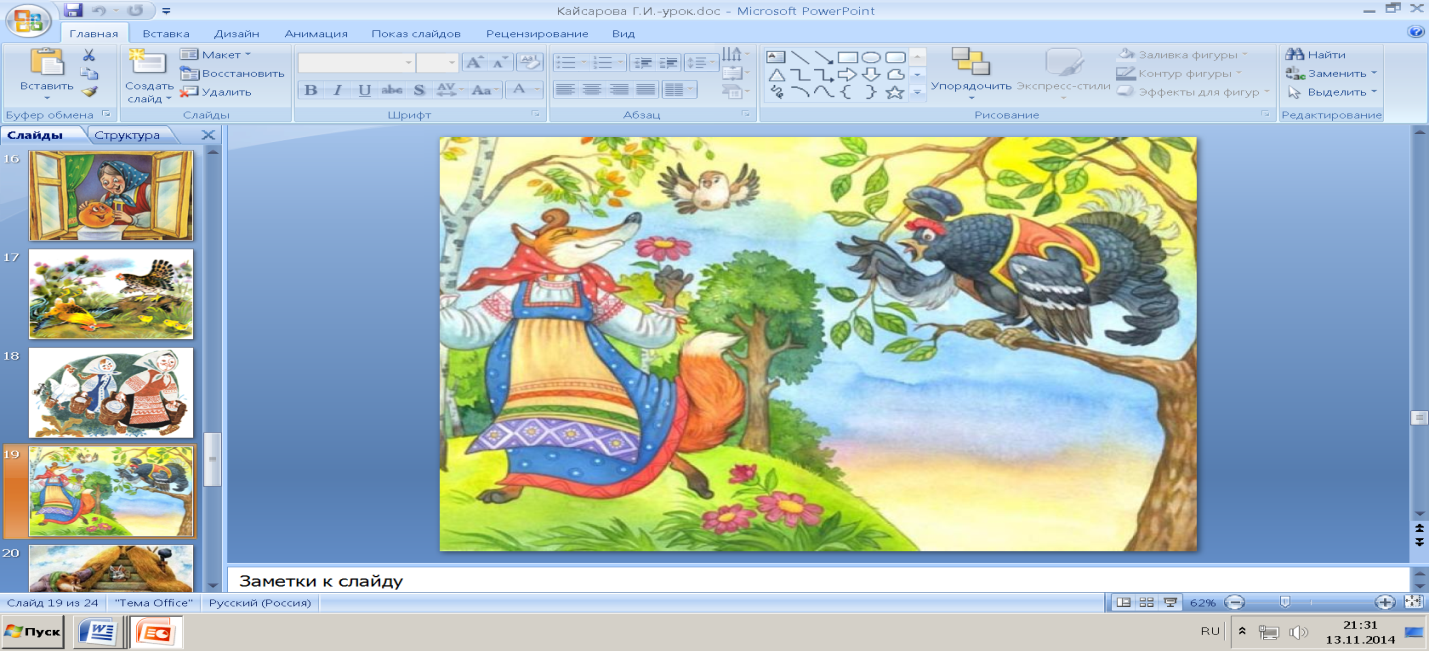 Кайсарова Г.И.-урок.doc - Microsoft PowerPoint
Главная Вставка Дизайн Анимация Показ слайдов Рецензирование Вид
Вставить
Создать слайд
Макет
Восстановить
Удалить
Упорядочить
Экспресс-стили
Заливка фигуры
Контур фигуры
Эффекты для фигур
Найти
Заменить
Выделить
Буфер обмена Слайды Шрифт Абзац Рисование Редактирование
Слайды Структура
16
17
18
19
20
Заметки к слайду
Слайд 19 из 24 "Тема Office" Русский (Россия) 62%
Пуск RU 21:31
13.11.2014